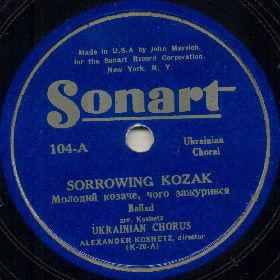 Made in U.S.A by John Marsich
for the Sonart Record Corporation.
New York, N. Y.
Sonart
104-A
Ukrainian
Choral
SORROWING KOZAK
Молодий козаче, чого зажурився
Ballad
arr. Koshetz
UKRAINIAN CHORUS
ALEXANDER KOSHETZ, director
(K-20-A)